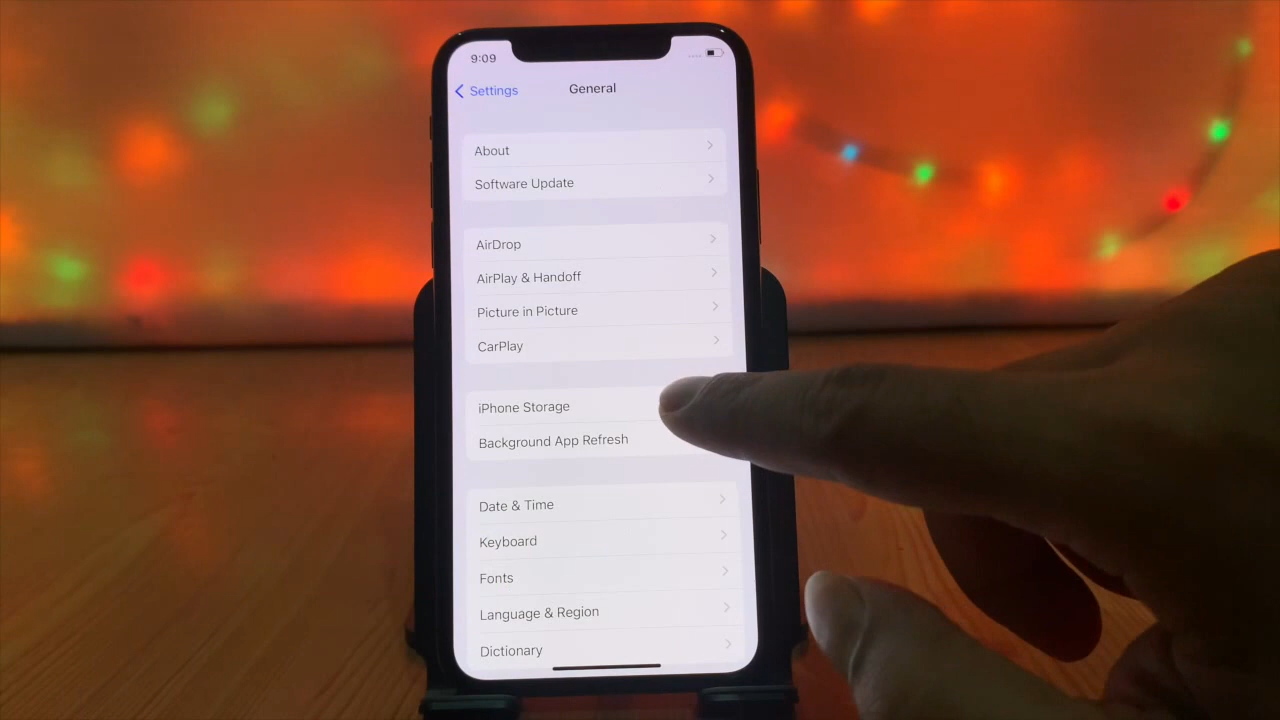 9:09
Settings
General
About
Software Update
AirDrop
AirPlay & Handoff
Picture in Picture
CarPlay
iPhone Storage
Background App Refresh
Date & Time
Keyboard
Fonts
Language & Region
Dictionary